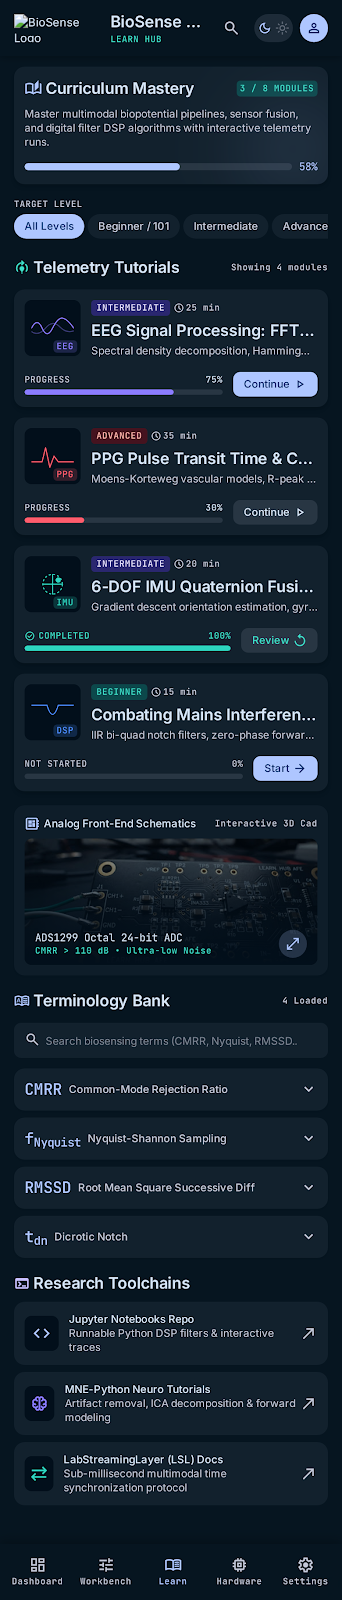 BioSense Logo
BioSense ...
LEARN HUB
Curriculum Mastery
3 / 8 MODULES
Master multimodal biopotential pipelines, sensor fusion,
and digital filter DSP algorithms with interactive telemetry
runs.
58%
TARGET LEVEL
All Levels
Beginner / 101
Intermediate
Advance
Telemetry Tutorials
Showing 4 modules
INTERMEDIATE
25 min
EEG Signal Processing: FFT...
Spectral density decomposition, Hamming...
EEG
PROGRESS
75%
Continue
ADVANCED
35 min
PPG Pulse Transit Time & C...
Moens-Korteweg vascular models, R-peak ...
PPG
PROGRESS
30%
Continue
INTERMEDIATE
20 min
6-DOF IMU Quaternion Fusi...
Gradient descent orientation estimation, gyr...
IMU
COMPLETED
100%
Review
BEGINNER
15 min
Combating Mains Interferen...
IIR bi-quad notch filters, zero-phase forwar...
DSP
NOT STARTED
0%
Start
Analog Front-End Schematics
Interactive 3D Cad
ADS1299 Octal 24-bit ADC
CMRR > 110 dB • Ultra-low Noise
Terminology Bank
4 Loaded
Search biosensing terms (CMRR, Nyquist, RMSSD..
CMRR Common-Mode Rejection Ratio
fNyquist Nyquist-Shannon Sampling
RMSSD Root Mean Square Successive Diff
tdn Dicrotic Notch
Research Toolchains
Jupyter Notebooks Repo
Runnable Python DSP filters & interactive
traces
MNE-Python Neuro Tutorials
Artifact removal, ICA decomposition & forward
modeling
LabStreamingLayer (LSL) Docs
Sub-millisecond multimodal time
synchronization protocol
Dashboard
Workbench
Learn
Hardware
Settings